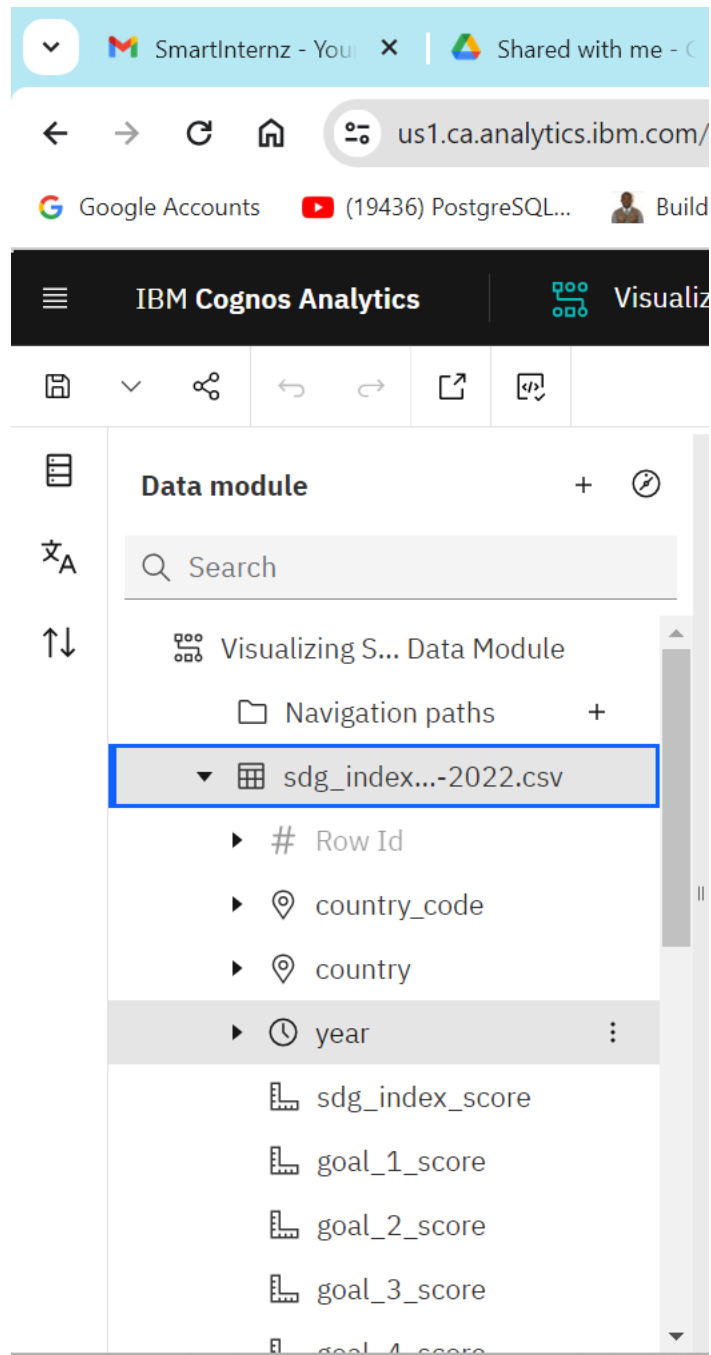 SmartInternz - You
Shared with me -
us1.ca.analytics.ibm.com/
Google Accounts (19436) PostgreSQL... Build
IBM Cognos Analytics Visualiz
Data module
Search
Visualizing S... Data Module
Navigation paths
sdg_index...-2022.csv
# Row Id
country_code
country
year
sdg_index_score
goal_1_score
goal_2_score
goal_3_score
goal_4_score